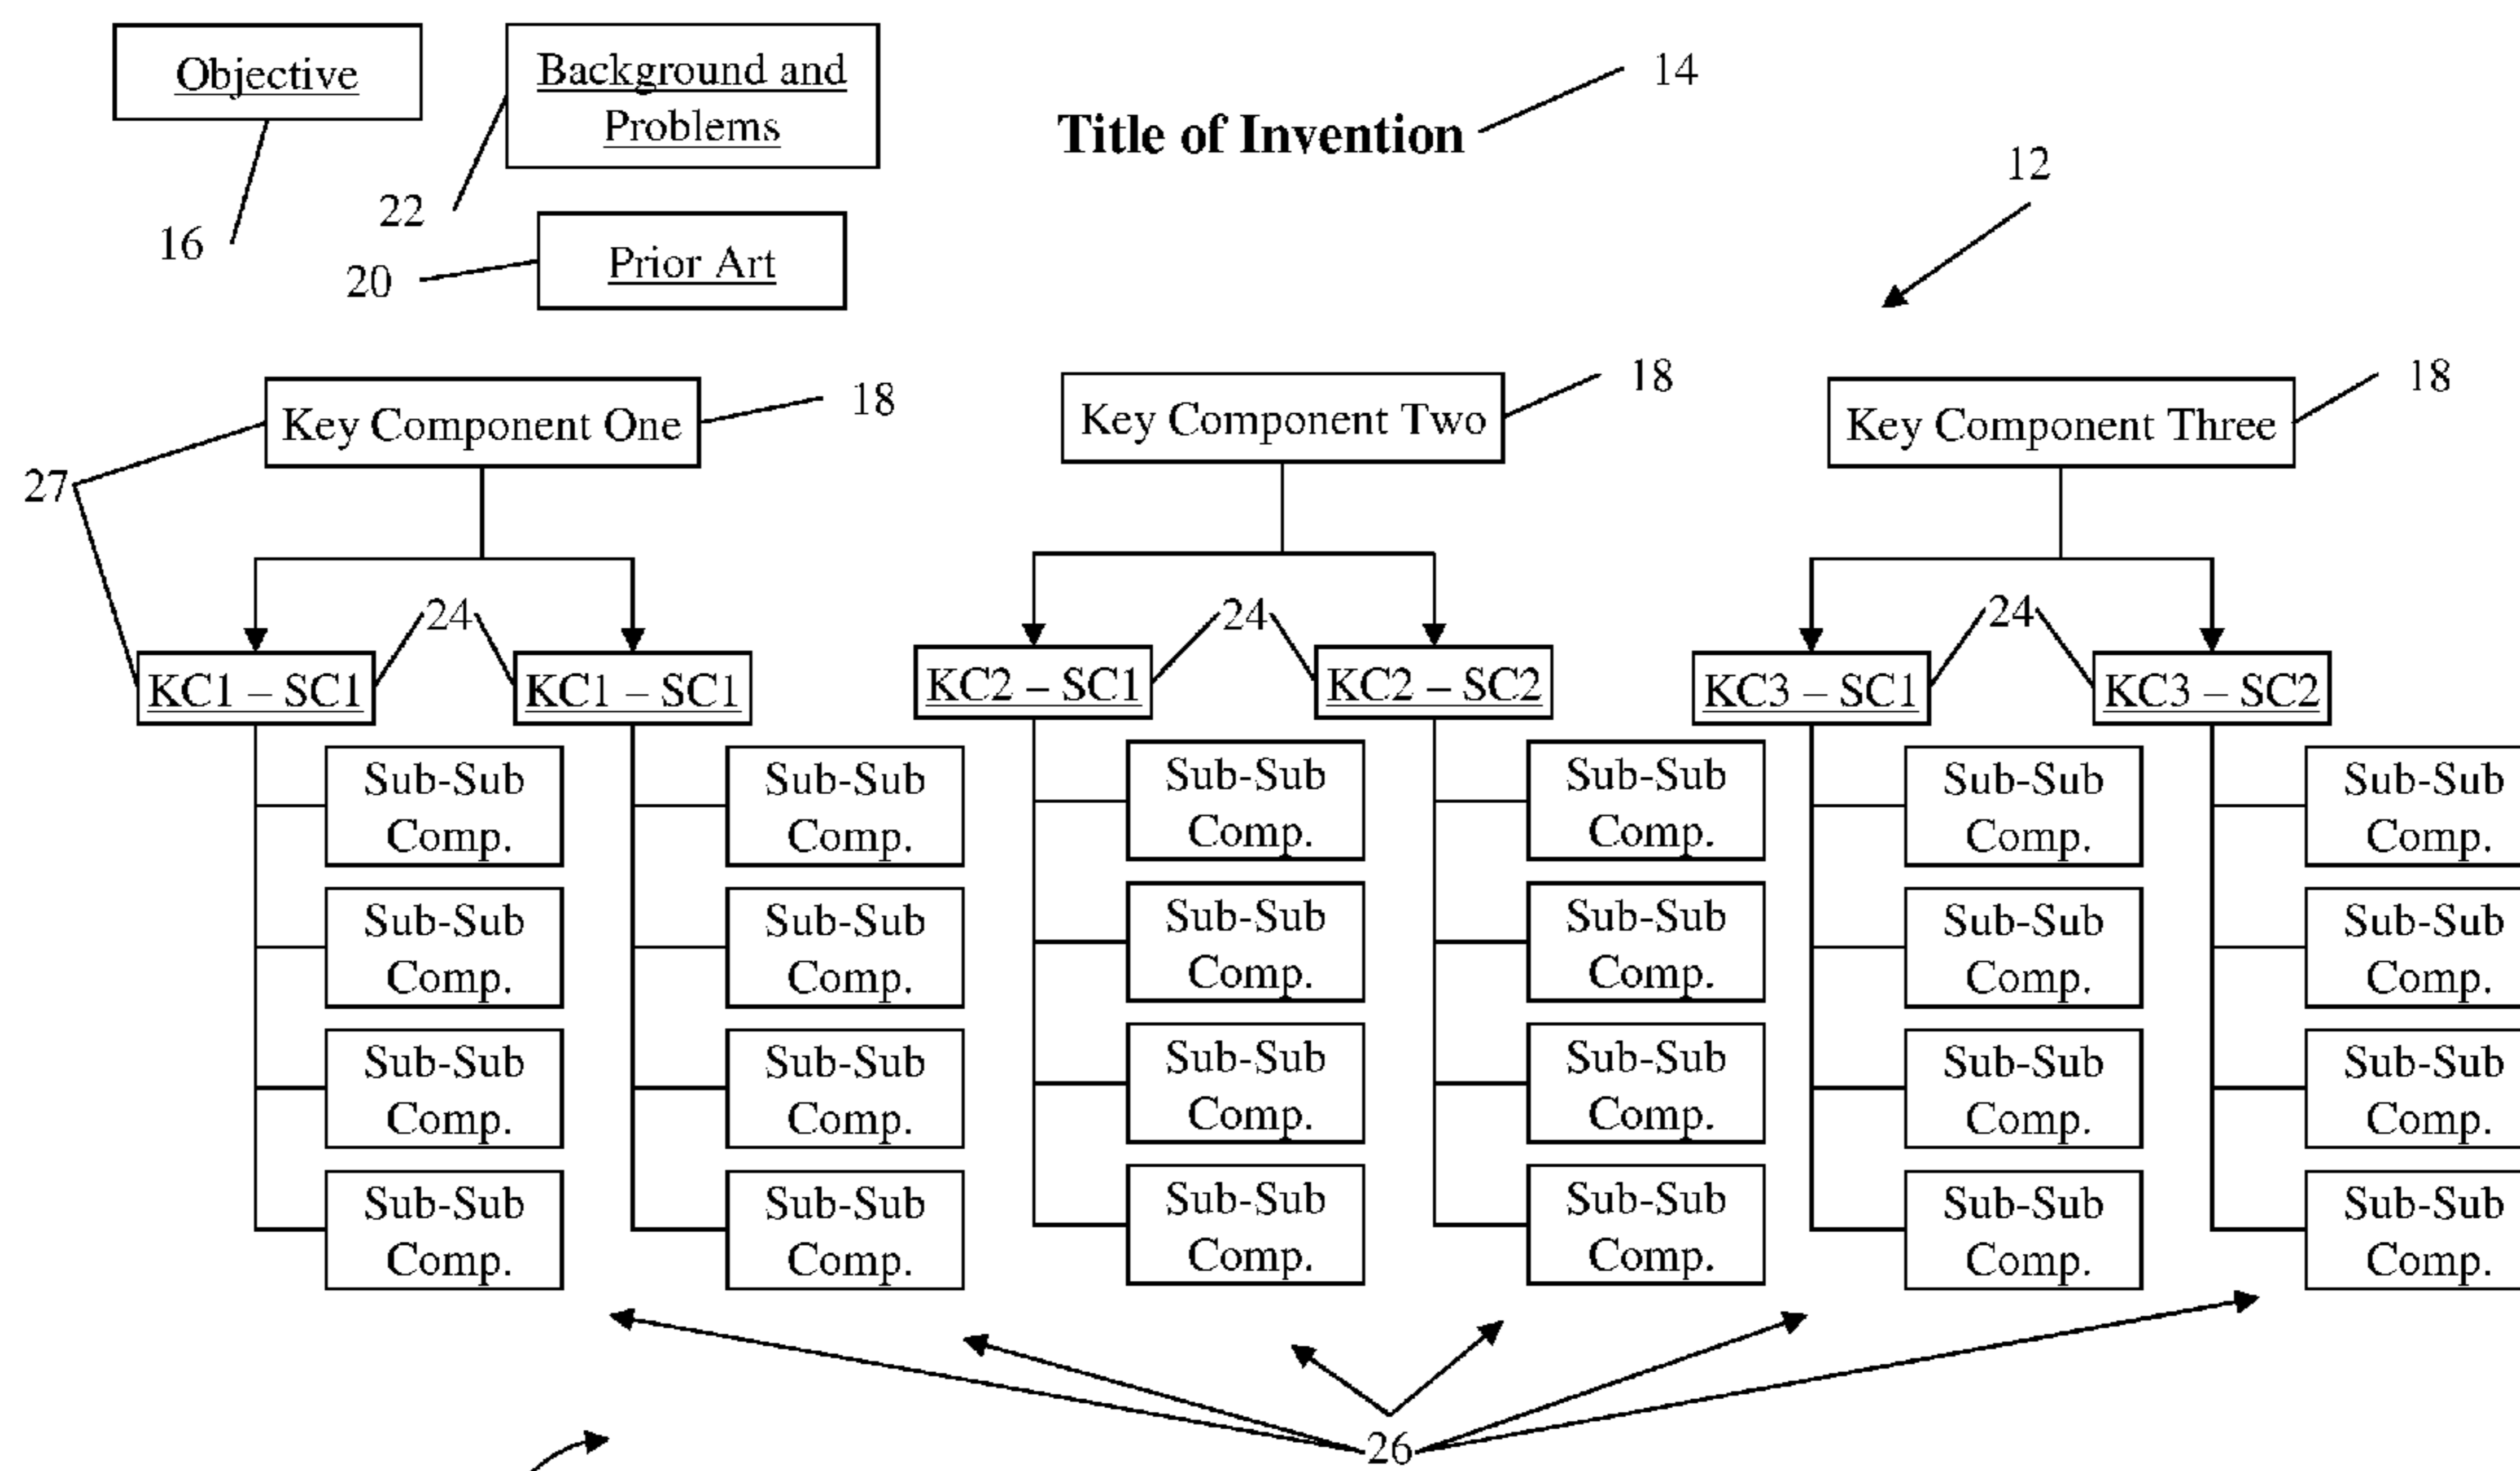 Objective
Background and
Problems
Title of Invention
14
12
22
16
Prior Art
20
Key Component One
18
Key Component Two
18
Key Component Three
18
27
24
24
24
KC1 – SC1
KC1 – SC1
KC2 – SC1
KC2 – SC2
KC3 – SC1
KC3 – SC2
Sub-Sub
Comp.
Sub-Sub
Comp.
Sub-Sub
Comp.
Sub-Sub
Comp.
Sub-Sub
Comp.
Sub-Sub
Comp.
Sub-Sub
Comp.
Sub-Sub
Comp.
Sub-Sub
Comp.
Sub-Sub
Comp.
Sub-Sub
Comp.
Sub-Sub
Comp.
Sub-Sub
Comp.
Sub-Sub
Comp.
Sub-Sub
Comp.
Sub-Sub
Comp.
Sub-Sub
Comp.
Sub-Sub
Comp.
Sub-Sub
Comp.
Sub-Sub
Comp.
Sub-Sub
Comp.
Sub-Sub
Comp.
Sub-Sub
Comp.
Sub-Sub
Comp.
26